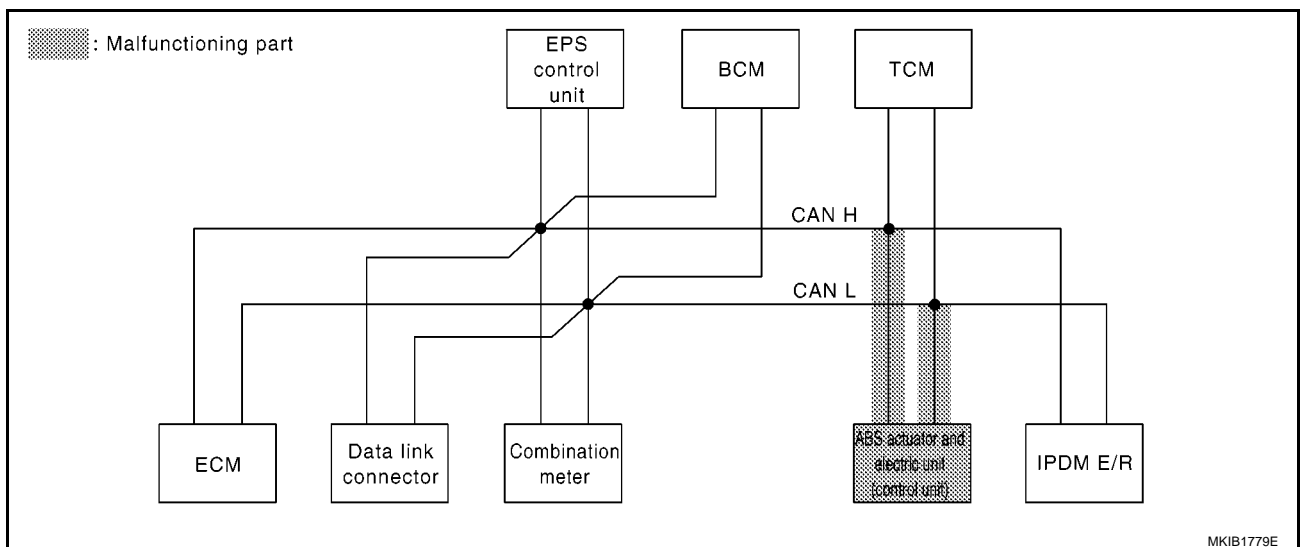 : Malfunctioning part
EPS
control
unit
BCM
TCM
CAN H
CAN L
ECM
Data link
connector
Combination
meter
ABS actuator and
electric unit
(control unit)
IPDM E/R
MKIB1779E